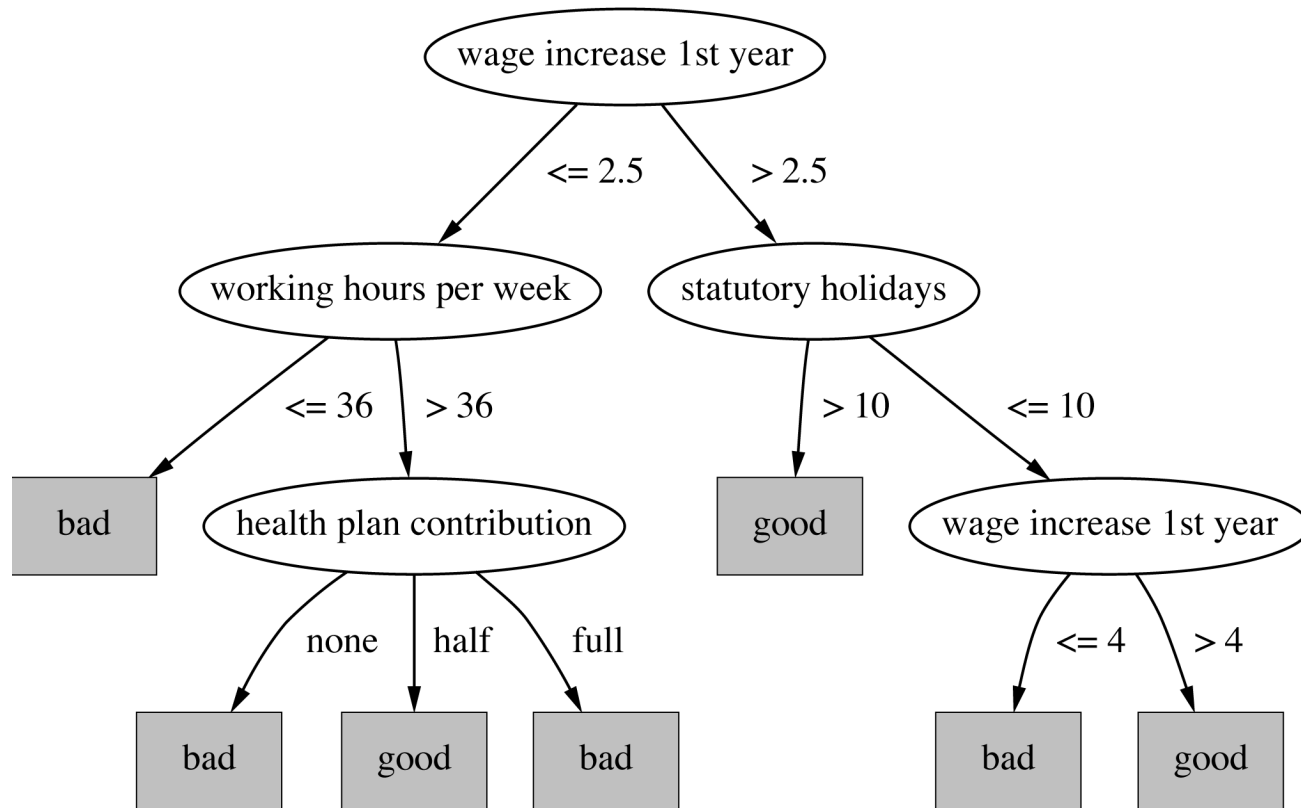 wage increase 1st year
<= 2.5
> 2.5
working hours per week
statutory holidays
<= 36
> 36
> 10
<= 10
bad
health plan contribution
good
wage increase 1st year
none
half
full
<= 4
> 4
bad
good
bad
bad
good